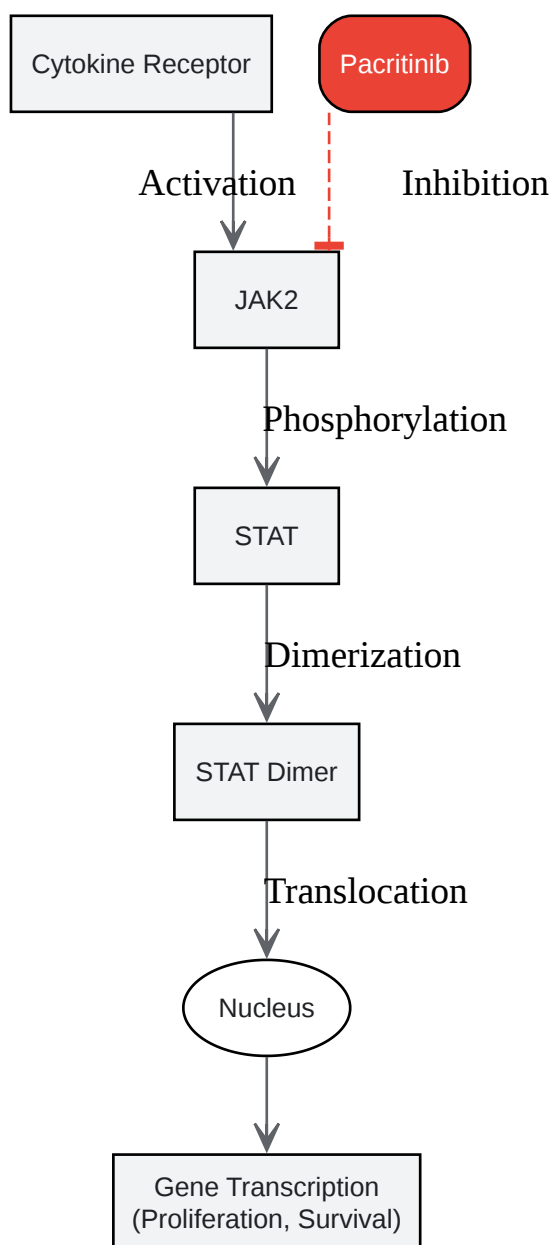 Cytokine Receptor
Pacritinib
Activation
Inhibition
JAK2
Phosphorylation
STAT
Dimerization
STAT Dimer
Translocation
Nucleus
Gene Transcription
(Proliferation, Survival)